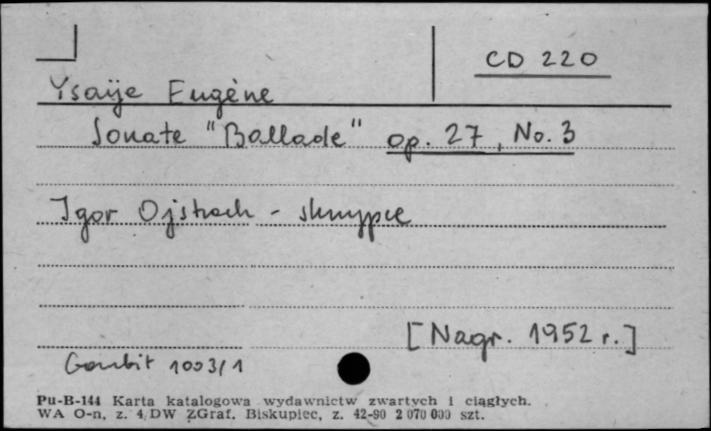 CD 220
Ysaÿe Eugène
Sonate "Ballade" op. 27, No. 3
Igor Ojstrach - skrzypce
[Nagr. 1952 r.]
Gambit 1003/1
Pu-B-144 Karta katalogowa wydawnictw zwartych i ciągłych.
WA O-n, z. 4 DW ZGraf. Biskupiec, z. 42-90 2 070 000 szt.